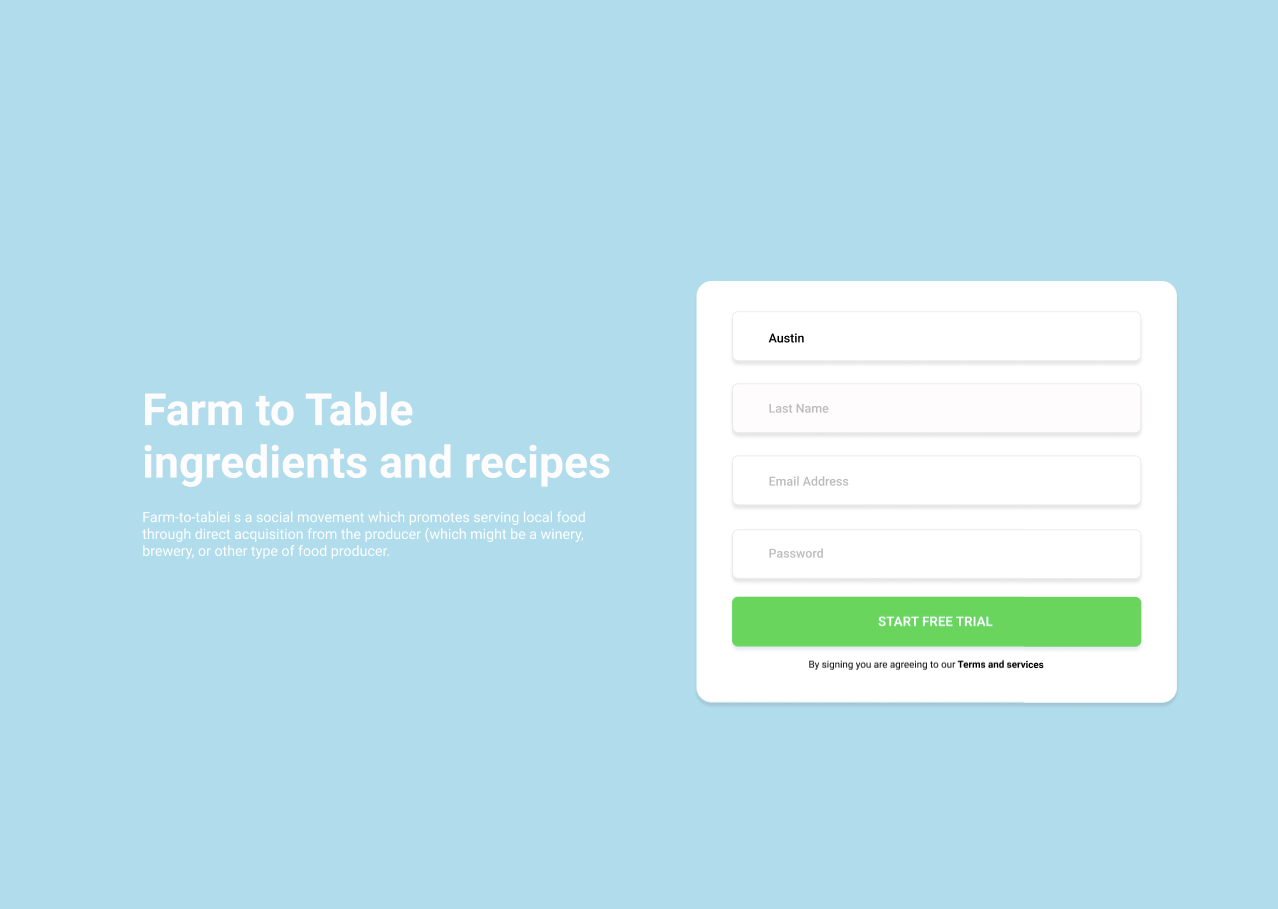 Farm to Table
ingredients and recipes
Farm-to-tablei s a social movement which promotes serving local food
through direct acquisition from the producer (which might be a winery,
brewery, or other type of food producer.
Austin
Last Name
Email Address
Password
START FREE TRIAL
By signing you are agreeing to our Terms and services